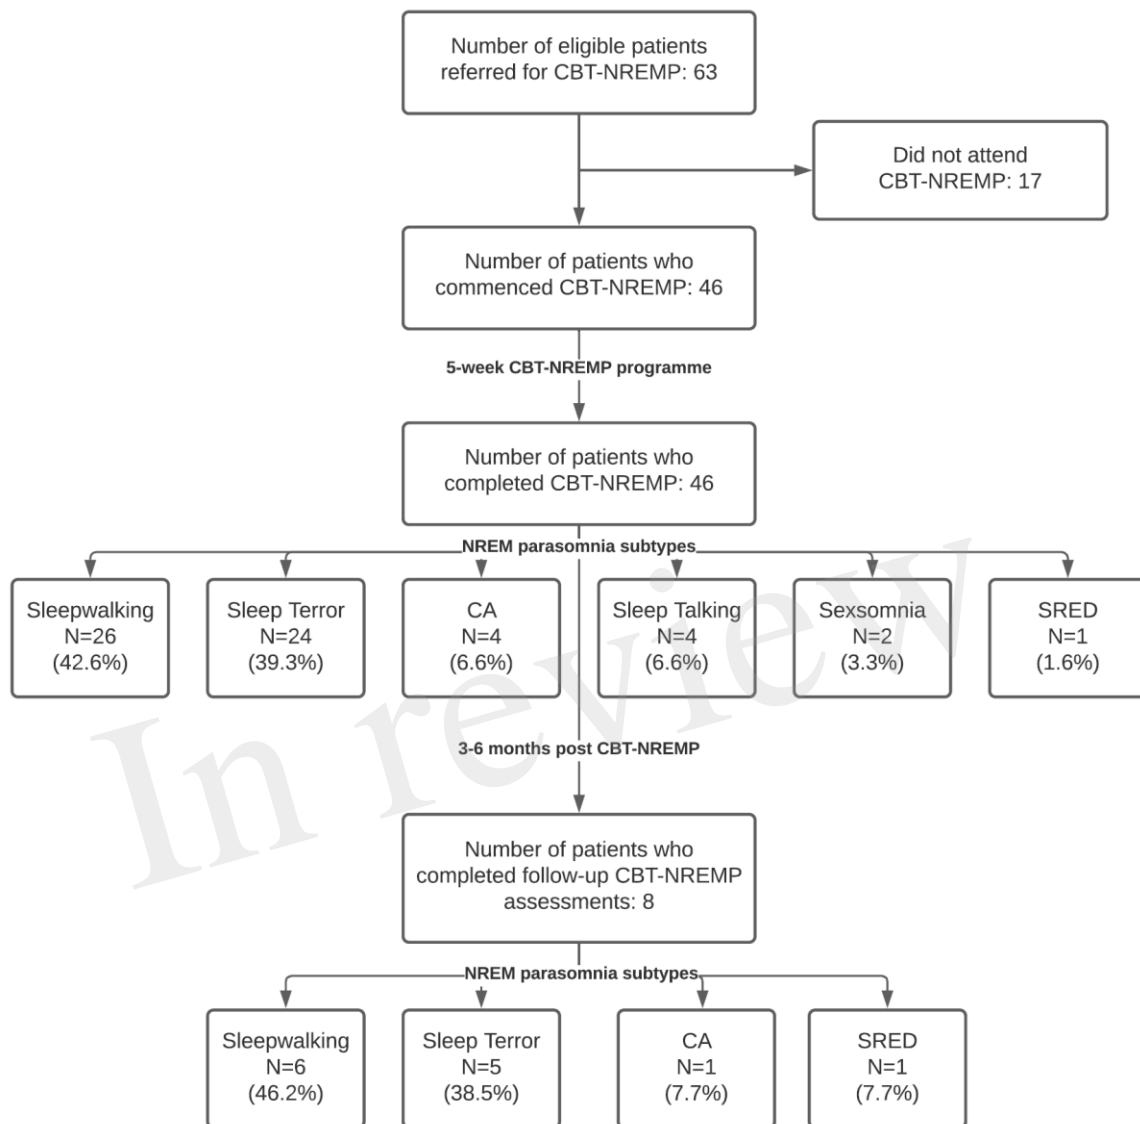 Number of eligible patients
referred for CBT-NREMP: 63
Did not attend
CBT-NREMP: 17
Number of patients who
commenced CBT-NREMP: 46
5-week CBT-NREMP programme
Number of patients who
completed CBT-NREMP: 46
NREM parasomnia subtypes
Sleepwalking
N=26
(42.6%)
Sleep Terror
N=24
(39.3%)
CA
N=4
(6.6%)
Sleep Talking
N=4
(6.6%)
Sexsomnia
N=2
(3.3%)
SRED
N=1
(1.6%)
In review
3-6 months post CBT-NREMP
Number of patients who
completed follow-up CBT-NREMP
assessments: 8
NREM parasomnia subtypes
Sleepwalking
N=6
(46.2%)
Sleep Terror
N=5
(38.5%)
CA
N=1
(7.7%)
SRED
N=1
(7.7%)